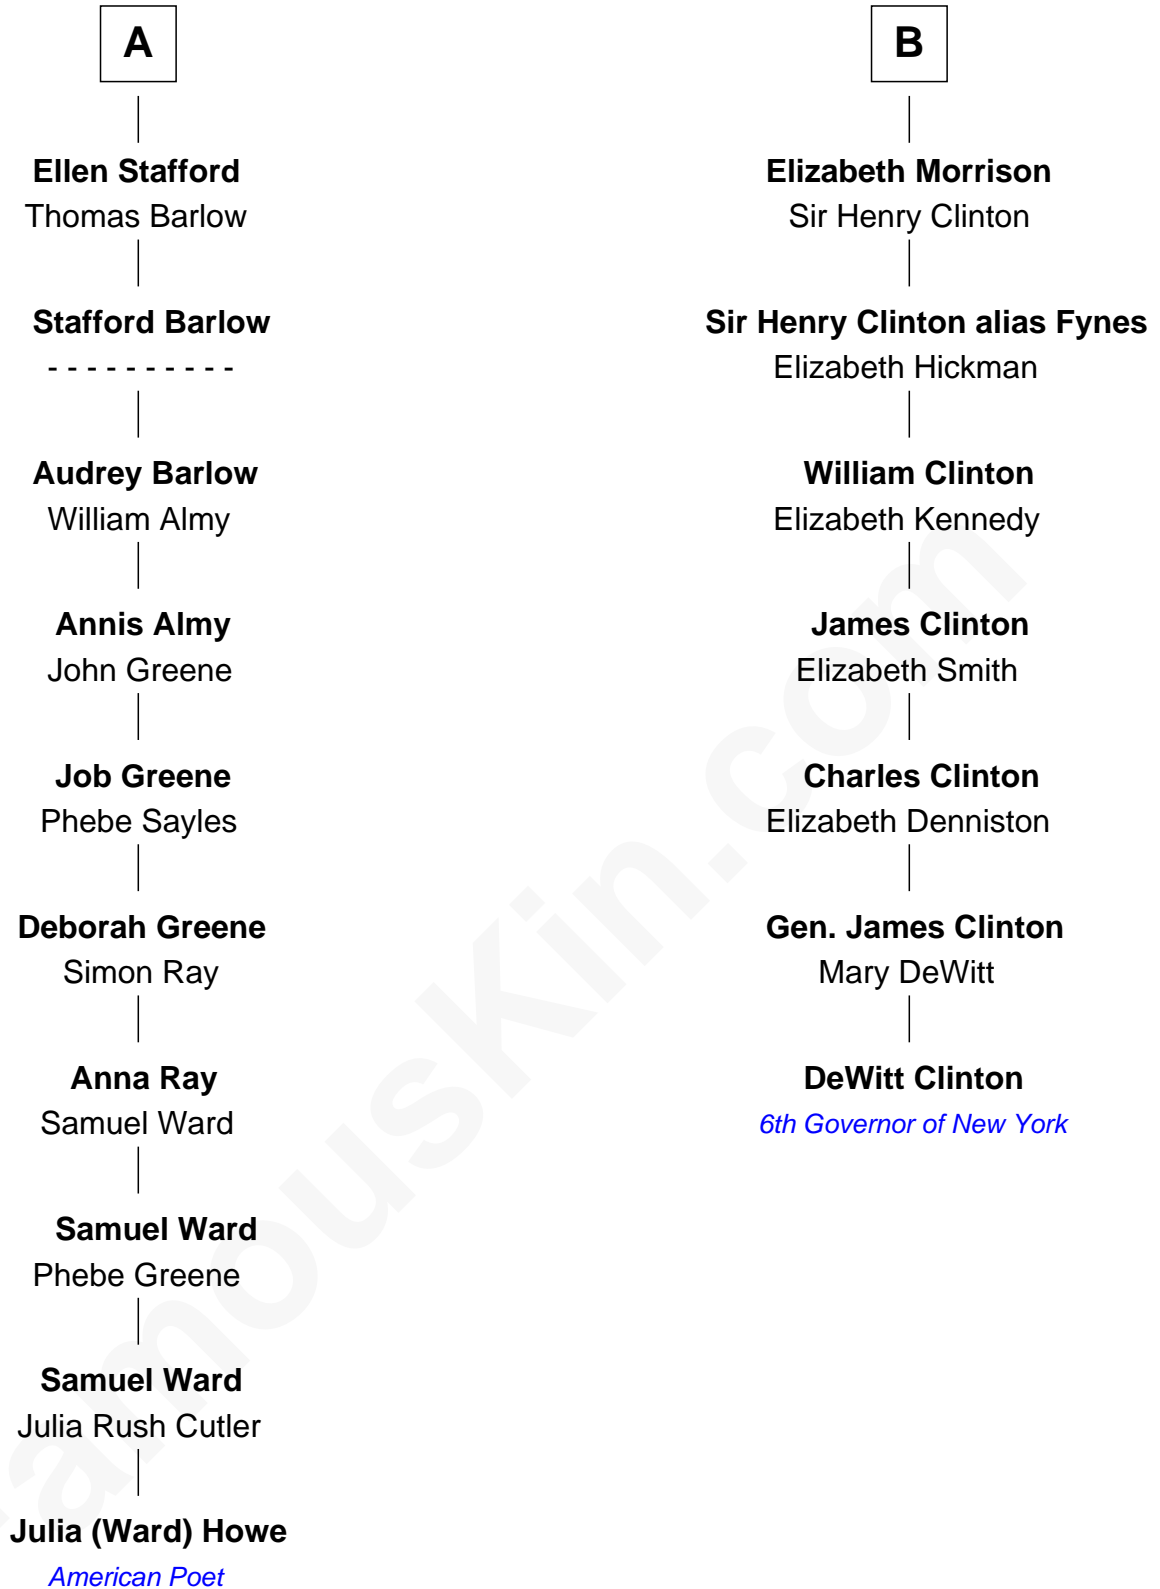 A
Ellen Stafford
Thomas Barlow
Stafford Barlow
- - - - - - - - - -
Audrey Barlow
William Almy
Annis Almy
John Greene
Job Greene
Phebe Sayles
Deborah Greene
Simon Ray
Anna Ray
Samuel Ward
Samuel Ward
Phebe Greene
Samuel Ward
Julia Rush Cutler
Julia (Ward) Howe
American Poet
B
Elizabeth Morrison
Sir Henry Clinton
Sir Henry Clinton alias Fynes
Elizabeth Hickman
William Clinton
Elizabeth Kennedy
James Clinton
Elizabeth Smith
Charles Clinton
Elizabeth Denniston
Gen. James Clinton
Mary DeWitt
DeWitt Clinton
6th Governor of New York
FamousKin.com